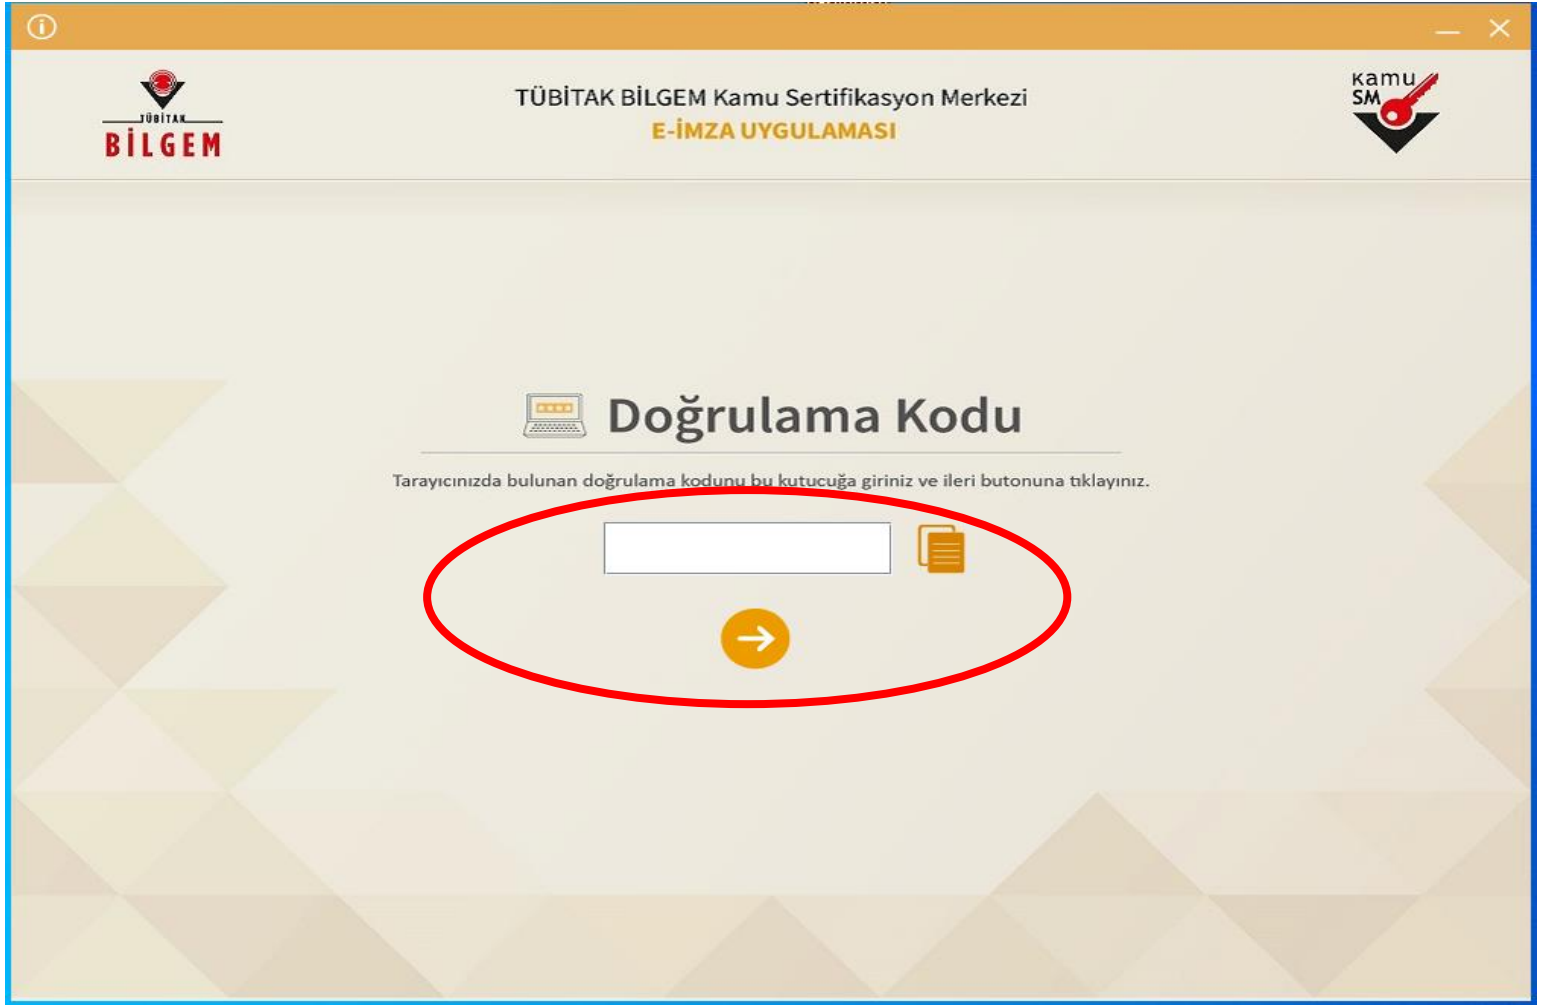 TÜBİTAK
BİLGEM
TÜBİTAK BİLGEM Kamu Sertifikasyon Merkezi
E-İMZA UYGULAMASI
Kamu
SM
Doğrulama Kodu
Tarayıcınızda bulunan doğrulama kodunu bu kutucuğa giriniz ve ileri butonuna tıklayınız.